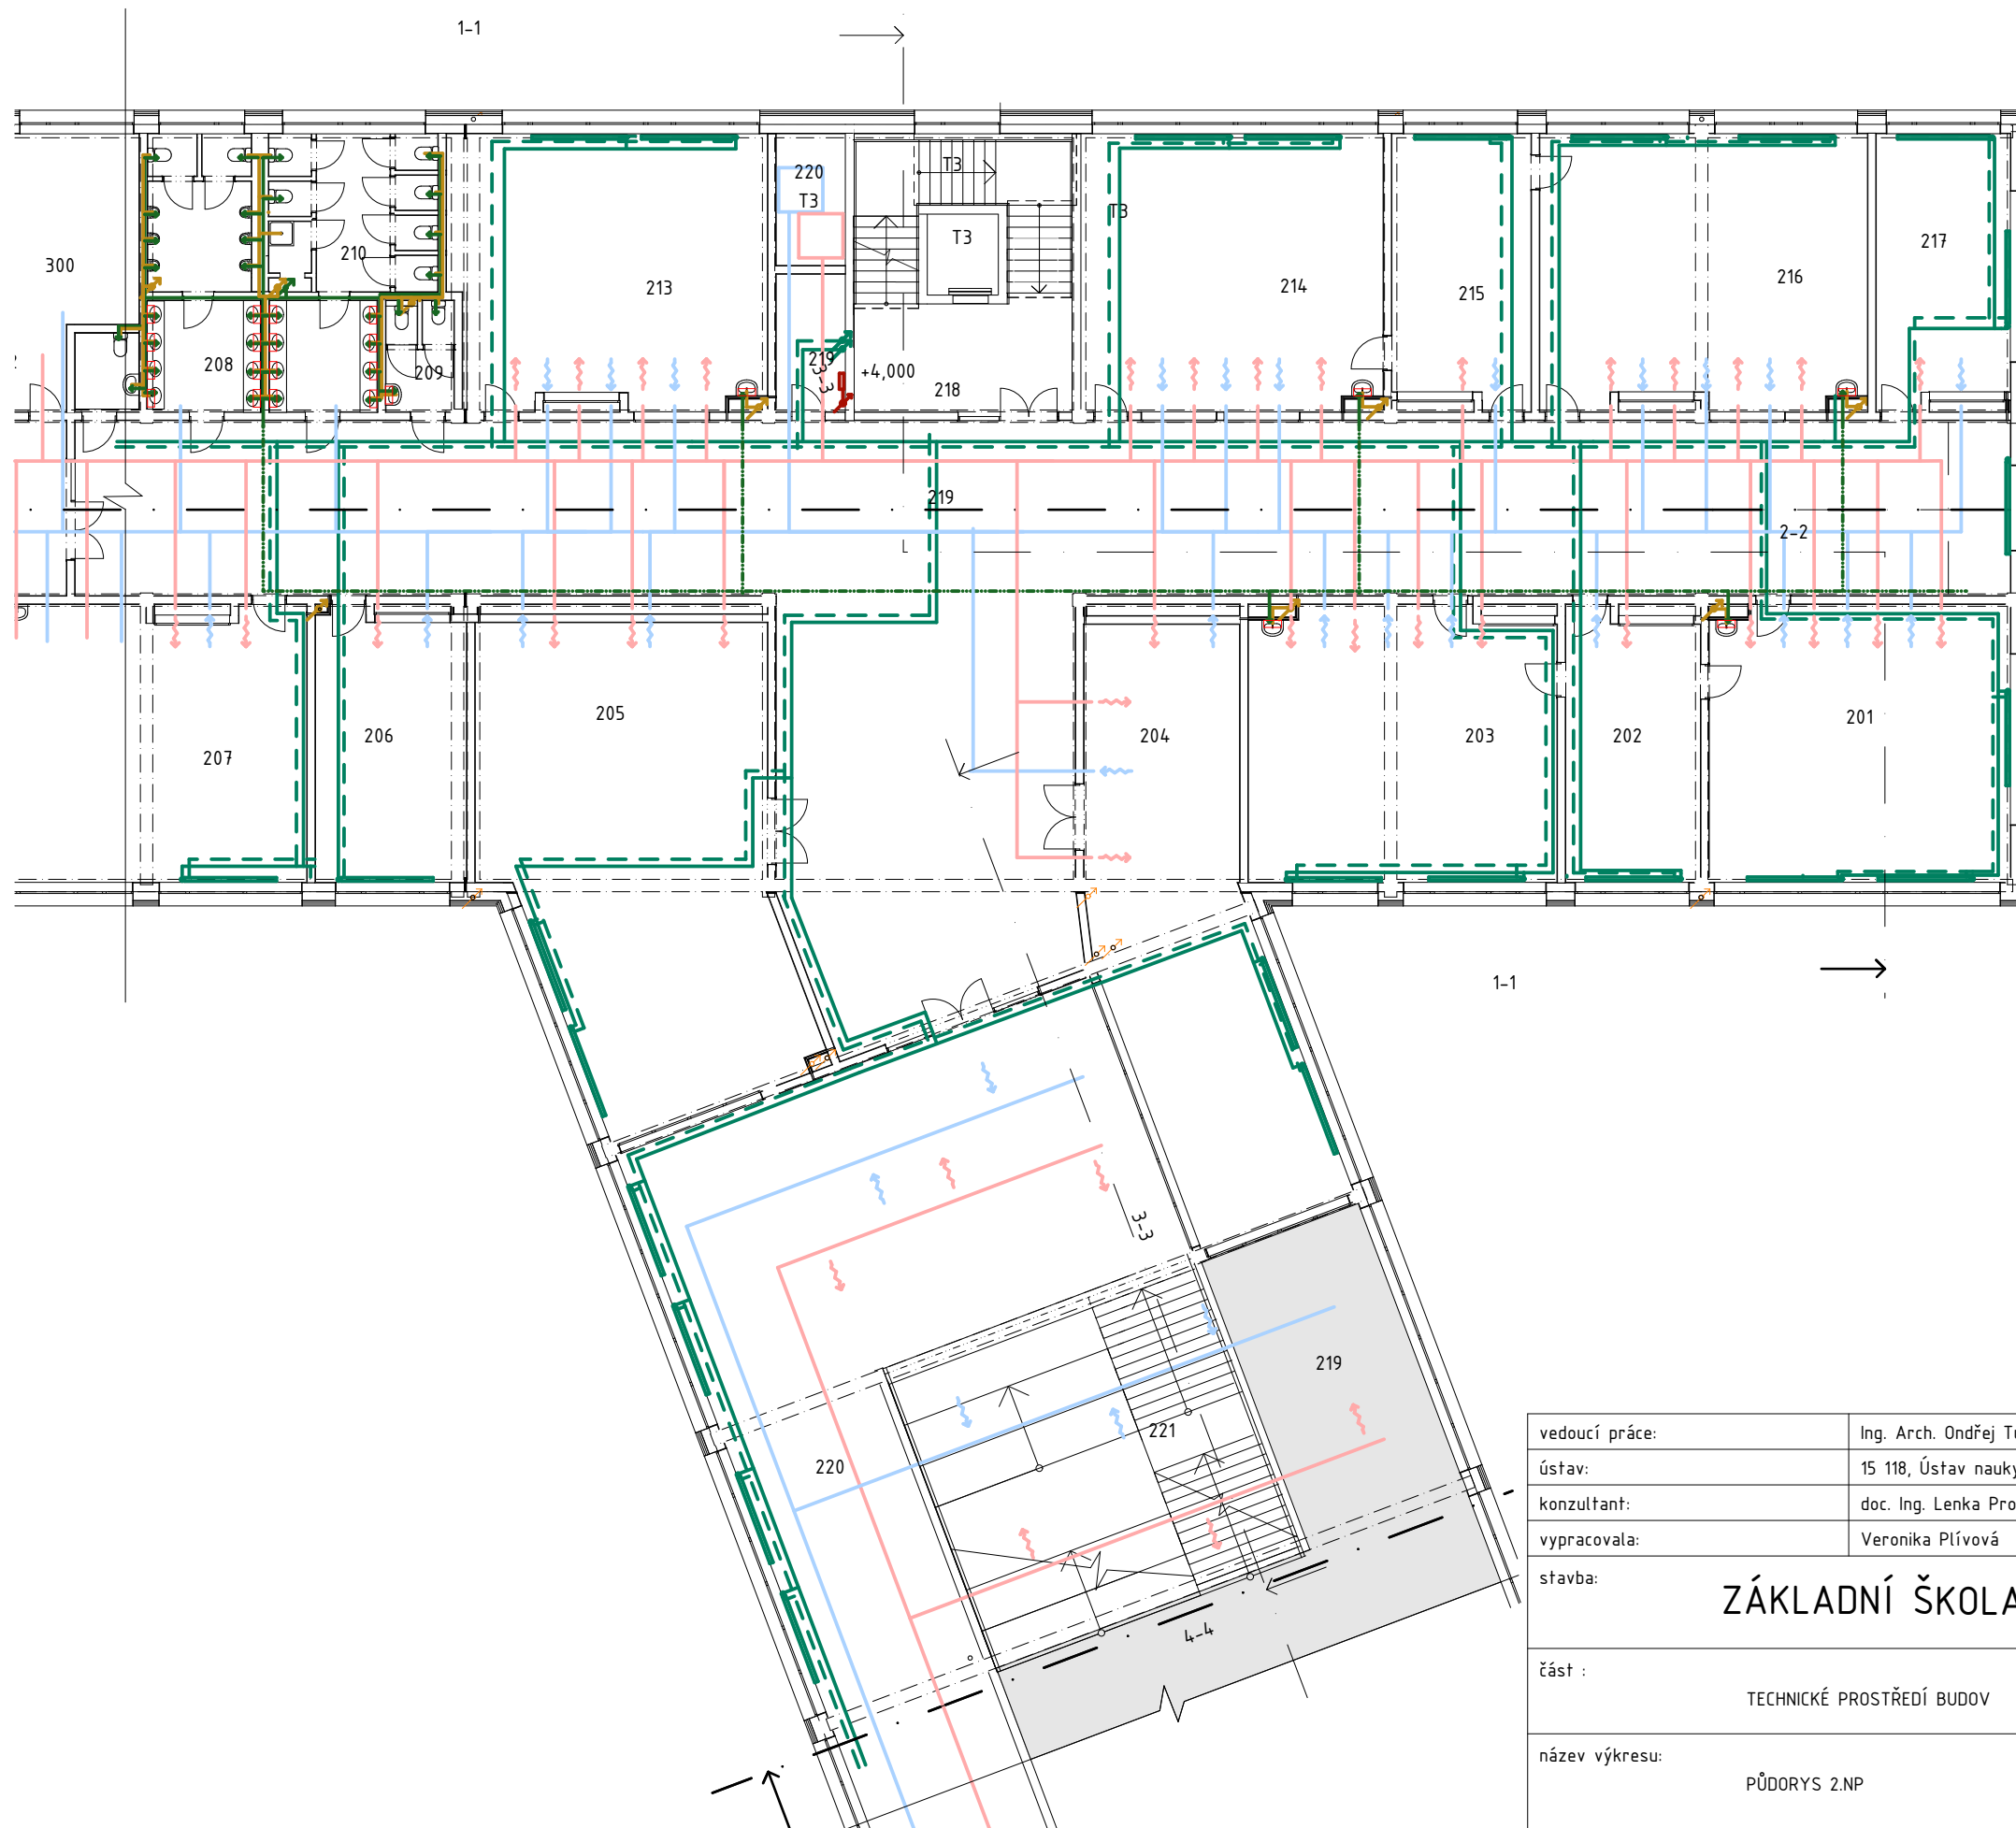 1-1
220
T3
T3
T3
T3
300
210
213
214
215
216
217
208
209
219
3-3
+4,000
218
219
2-2
207
206
205
204
203
202
201
1-1
3-3
219
221
220
4-4
vedoucí práce: Ing. Arch. Ondřej
ústav: 15 118, Ústav nauky
konzultant: doc. Ing. Lenka
vypracovala: Veronika Plívová
stavba:
ZÁKLADNÍ ŠKOLA
část :
TECHNICKÉ PROSTŘEDÍ BUDOV
název výkresu:
PŮDORYS 2.NP